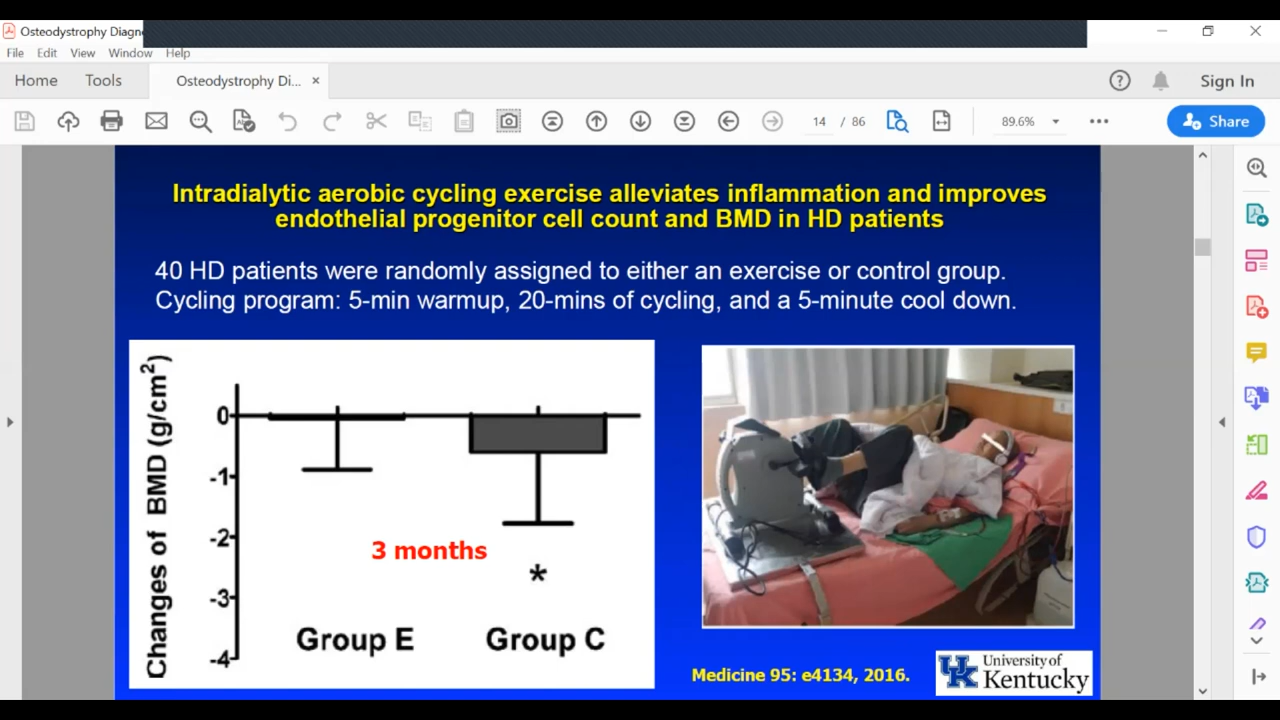 Osteodystrophy Diagn
File Edit View Window Help
Home Tools Osteodystrophy Di... × Sign In
14 / 86 89.6% Share
Intradialytic aerobic cycling exercise alleviates inflammation and improves
endothelial progenitor cell count and BMD in HD patients
40 HD patients were randomly assigned to either an exercise or control group.
Cycling program: 5-min warmup, 20-mins of cycling, and a 5-minute cool down.
Changes of BMD (g/cm²)
0
-1
-2
-3
-4
3 months
*
Group E Group C
Medicine 95: e4134, 2016.
UK University of
Kentucky